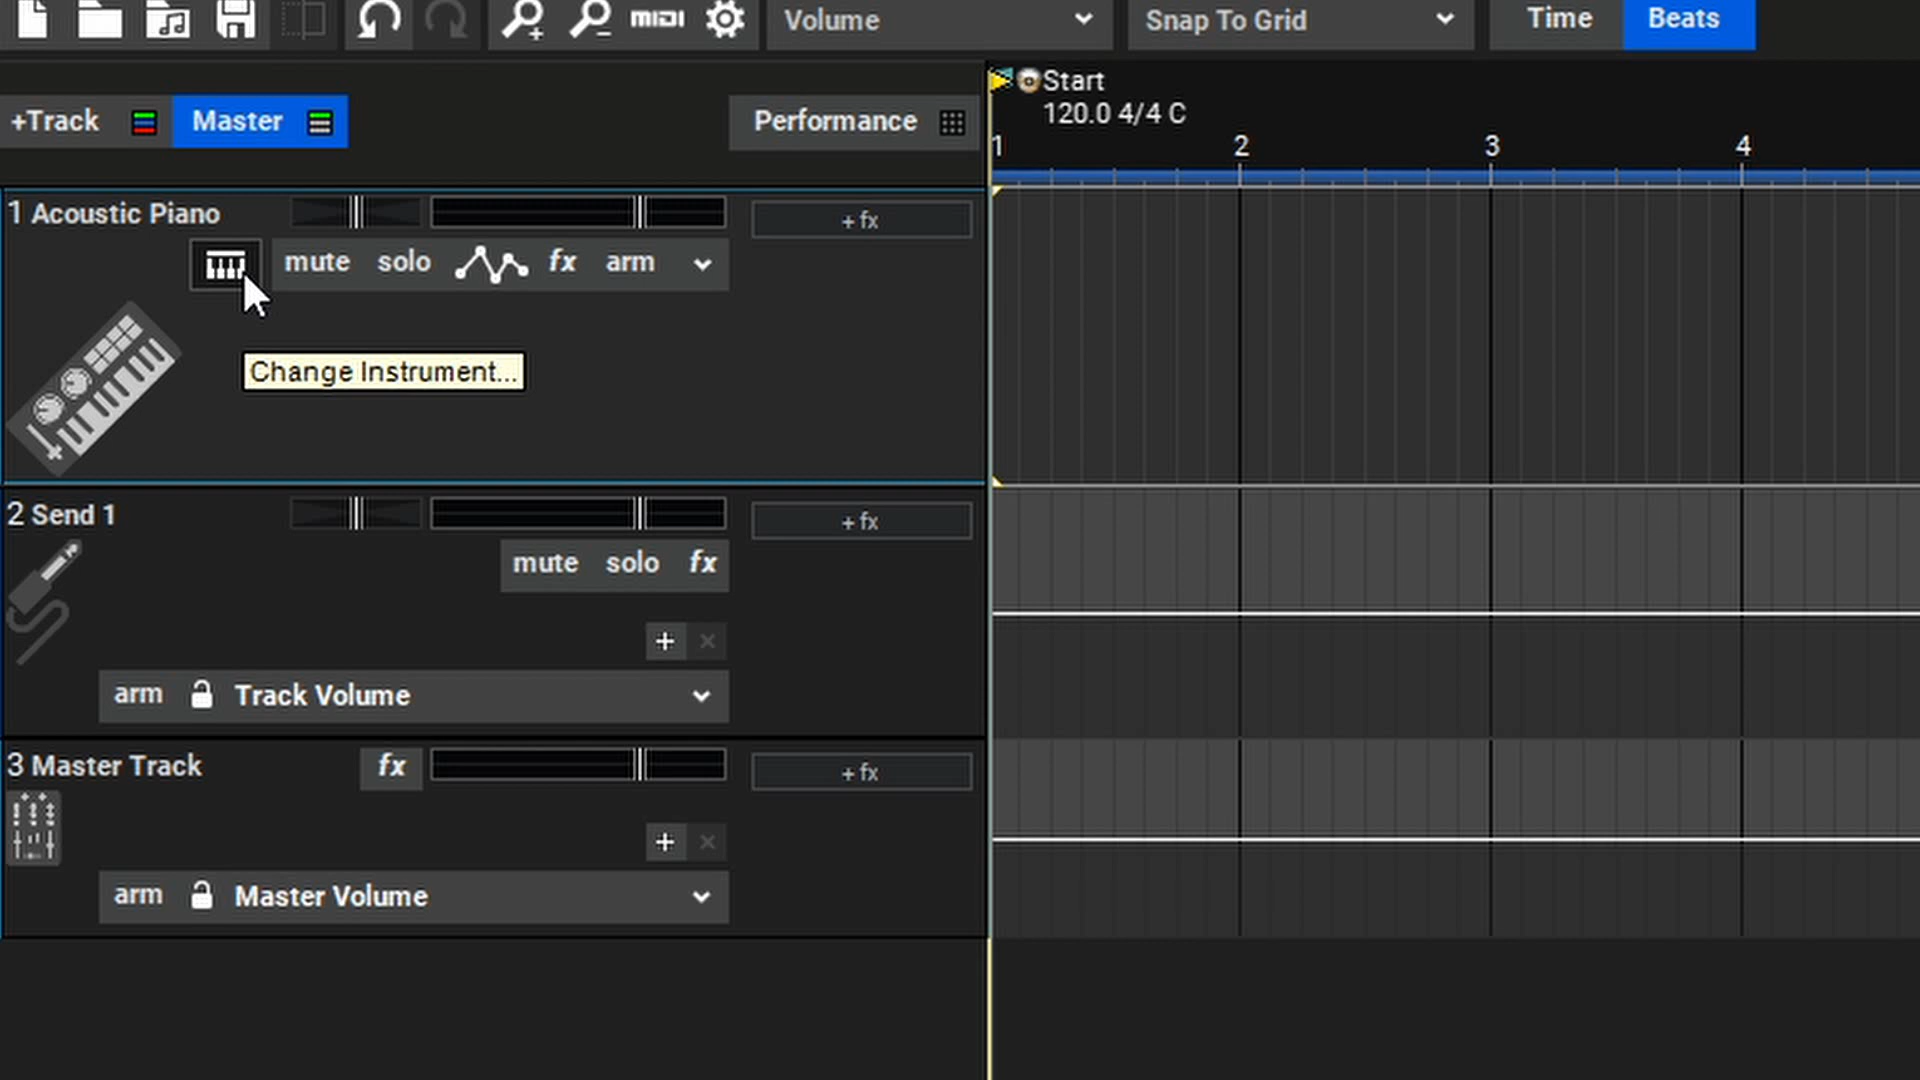 MIDI Volume Snap To Grid Time Beats
+Track Master Performance
Start
120.0 4/4 C
1 2 3 4
1 Acoustic Piano + fx
mute solo fx arm
Change Instrument...
2 Send 1 + fx
mute solo fx
+ ×
arm Track Volume
3 Master Track fx + fx
+ ×
arm Master Volume